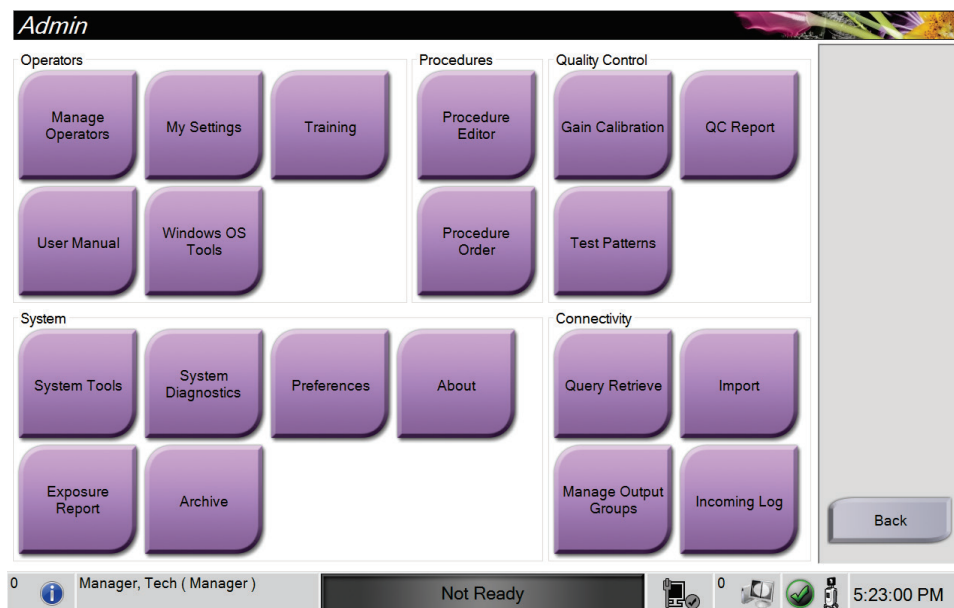 Admin
Operators
Manage
Operators
My Settings
Training
User Manual
Windows OS
Tools
Procedures
Procedure
Editor
Procedure
Order
Quality Control
Gain Calibration
QC Report
Test Patterns
System
System Tools
System
Diagnostics
Preferences
About
Exposure
Report
Archive
Connectivity
Query Retrieve
Import
Manage Output
Groups
Incoming Log
Back
0
Manager, Tech ( Manager )
Not Ready
0
5:23:00 PM